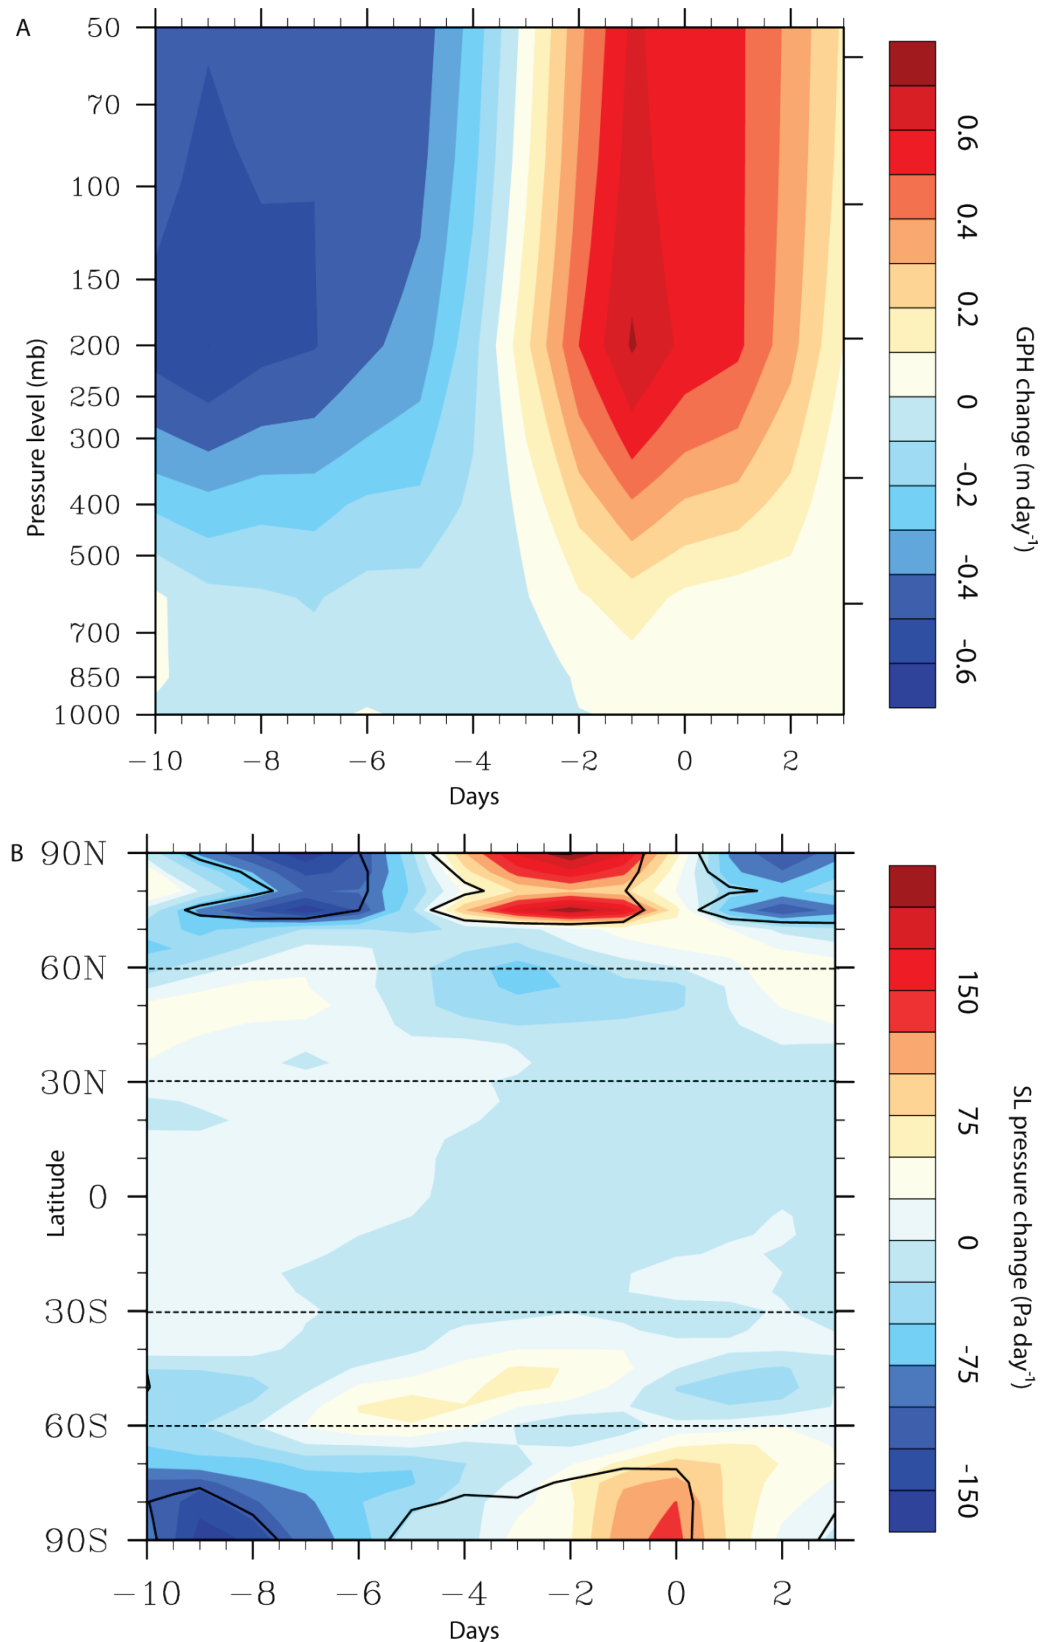 A
50
70
100
150
200
250
300
400
500
700
850
1000
Pressure level (mb)
−10 −8 −6 −4 −2 0 2
Days
0.6
0.4
0.2
0
-0.2
-0.4
-0.6
GPH change (m day⁻¹)
B
90N
60N
30N
0
30S
60S
90S
Latitude
−10 −8 −6 −4 −2 0 2
Days
150
75
0
-75
-150
SL pressure change (Pa day⁻¹)